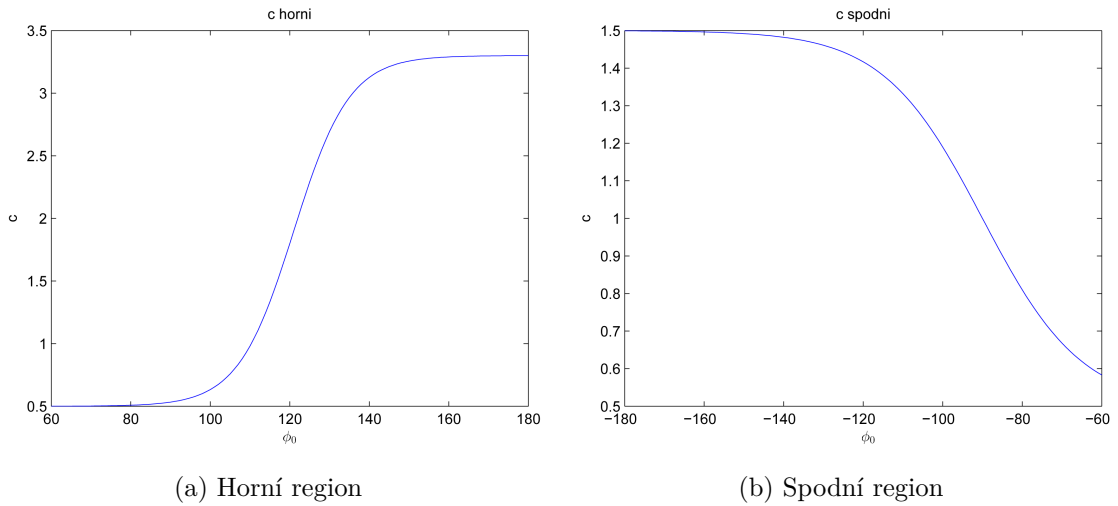 c horni
3.5
3
2.5
2
1.5
1
0.5
c
60 80 100 120 140 160 180
ϕ0
(a) Horní region
c spodni
1.5
1.4
1.3
1.2
1.1
1
0.9
0.8
0.7
0.6
0.5
c
−180 −160 −140 −120 −100 −80 −60
ϕ0
(b) Spodní region